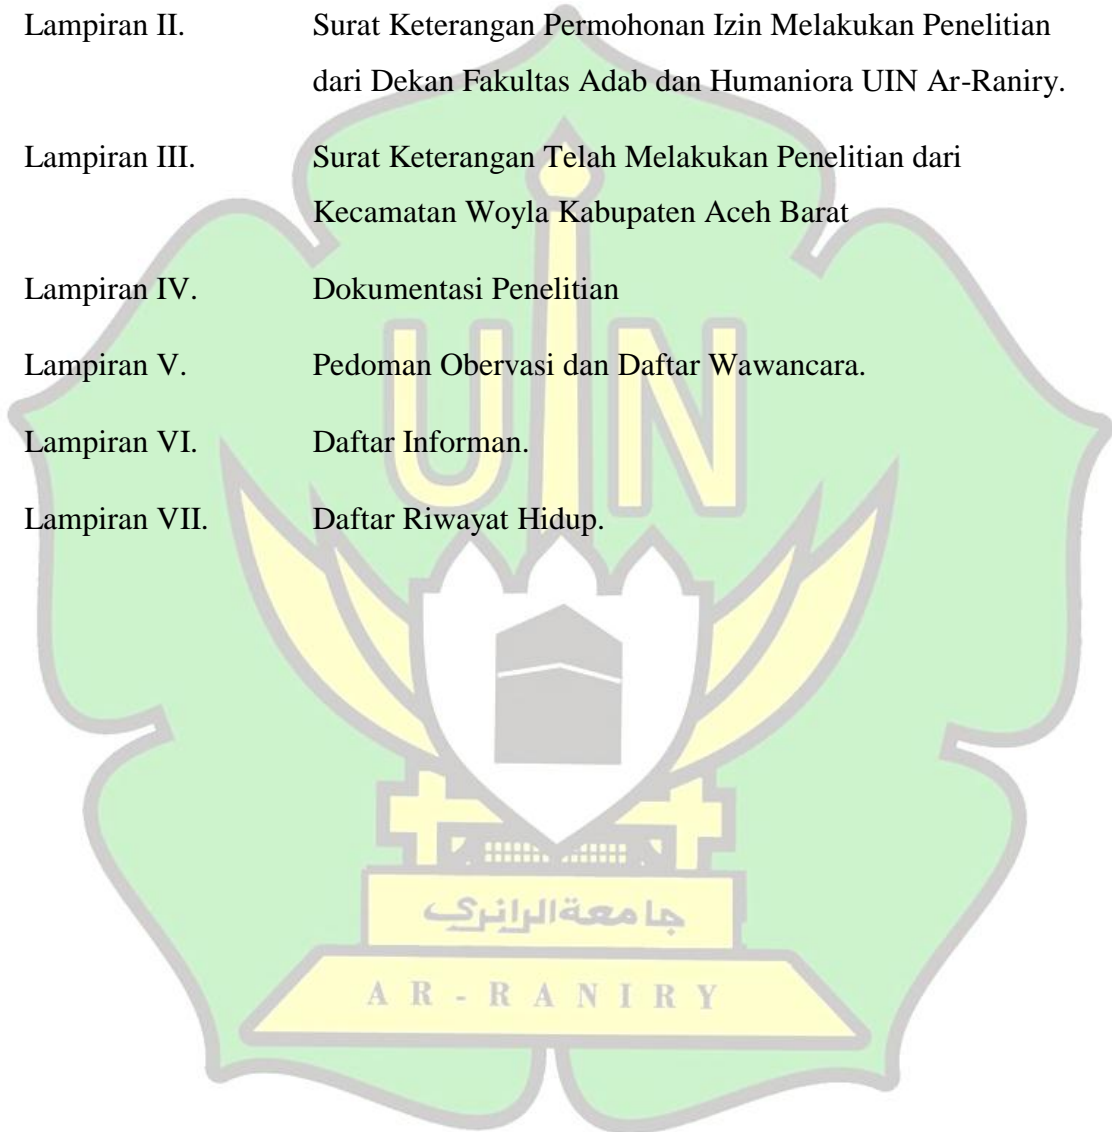 Lampiran II. Surat Keterangan Permohonan Izin Melakukan Penelitian
dari Dekan Fakultas Adab dan Humaniora UIN Ar-Raniry.
Lampiran III. Surat Keterangan Telah Melakukan Penelitian dari
Kecamatan Woyla Kabupaten Aceh Barat
Lampiran IV. Dokumentasi Penelitian
Lampiran V. Pedoman Obervasi dan Daftar Wawancara.
Lampiran VI. Daftar Informan.
Lampiran VII. Daftar Riwayat Hidup.
UIN
جامعةالرانري
AR-RANIRY